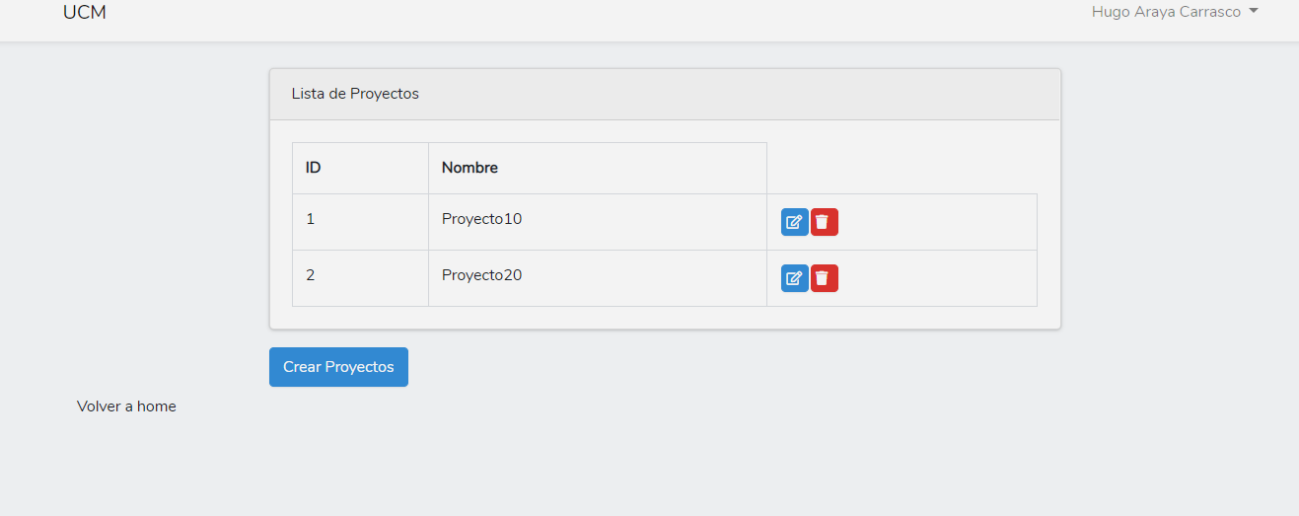 UCM
Hugo Araya Carrasco
Lista de Proyectos
ID Nombre
1 Proyecto10
2 Proyecto20
Crear Proyectos
Volver a home